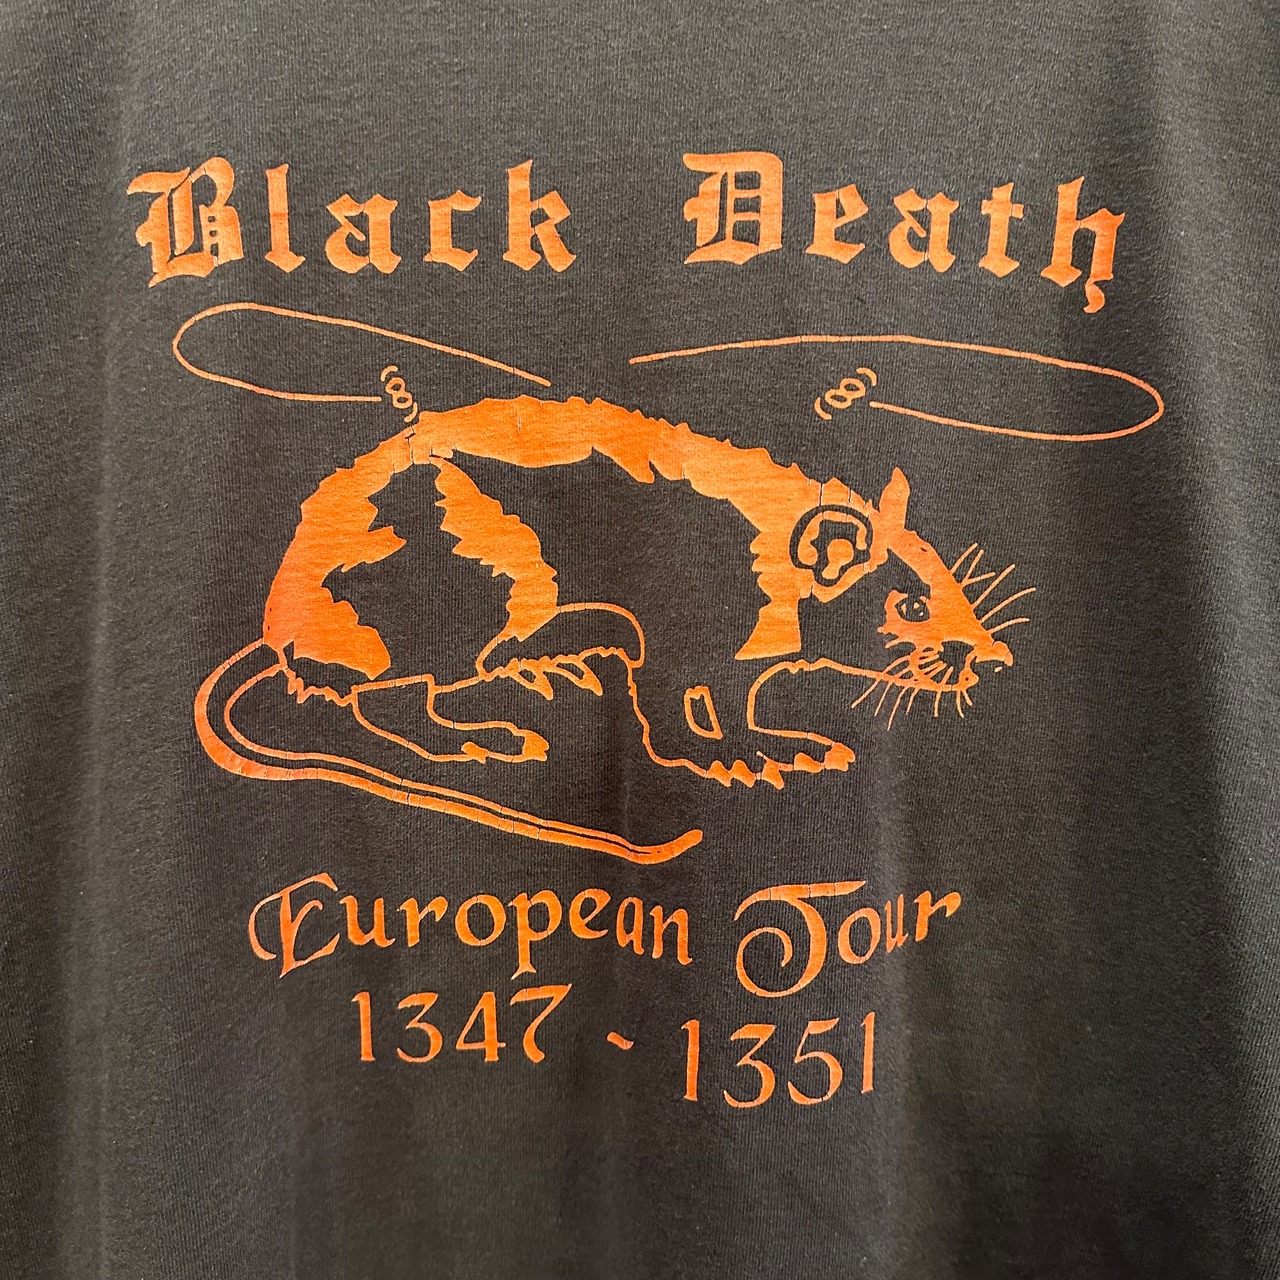 Black Death
European Tour
1347 - 1351